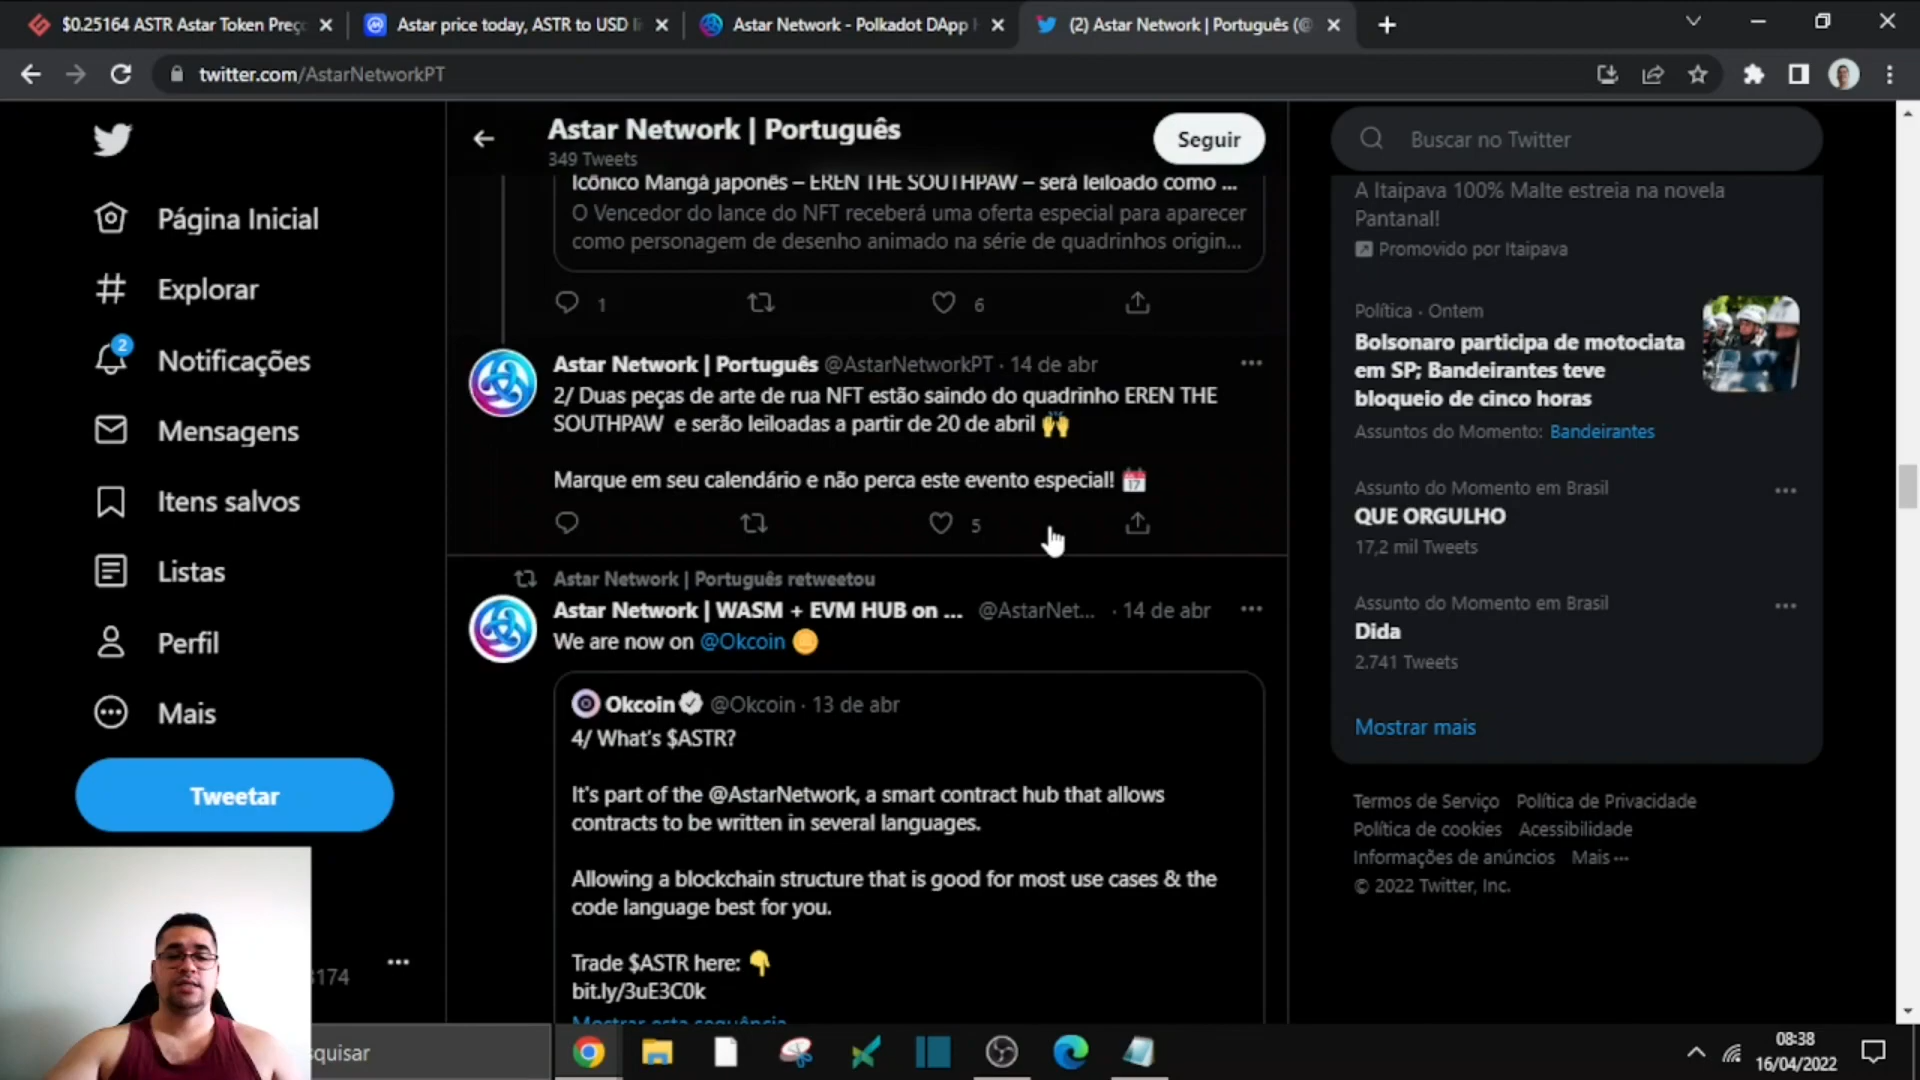 $0.25164 ASTR Astar Token Preço
Astar price today, ASTR to USD li
Astar Network - Polkadot DApp H
(2) Astar Network | Português (@
twitter.com/AstarNetworkPT
Página Inicial
Explorar
2
Notificações
Mensagens
Itens salvos
Listas
Perfil
Mais
Tweetar
3174
squisar
Astar Network | Português
349 Tweets
Seguir
Icônico Mangá japonês – EREN THE SOUTHPAW – será leiloado como ...
O Vencedor do lance do NFT receberá uma oferta especial para aparecer
como personagem de desenho animado na série de quadrinhos origin...
1
6
Astar Network | Português @AstarNetworkPT · 14 de abr
2/ Duas peças de arte de rua NFT estão saindo do quadrinho EREN THE
SOUTHPAW e serão leiloadas a partir de 20 de abril 🙌
Marque em seu calendário e não perca este evento especial! 📅
5
Astar Network | Português retweetou
Astar Network | WASM + EVM HUB on ... @AstarNet... · 14 de abr
We are now on @Okcoin 🪙
Okcoin @Okcoin · 13 de abr
4/ What's $ASTR?
It's part of the @AstarNetwork, a smart contract hub that allows
contracts to be written in several languages.
Allowing a blockchain structure that is good for most use cases & the
code language best for you.
Trade $ASTR here: 👇
bit.ly/3uE3C0k
Mostrar esta sequência
Buscar no Twitter
A Itaipava 100% Malte estreia na novela
Pantanal!
Promovido por Itaipava
Política · Ontem
Bolsonaro participa de motociata
em SP; Bandeirantes teve
bloqueio de cinco horas
Assuntos do Momento: Bandeirantes
Assunto do Momento em Brasil
QUE ORGULHO
17,2 mil Tweets
Assunto do Momento em Brasil
Dida
2.741 Tweets
Mostrar mais
Termos de Serviço Política de Privacidade
Política de cookies Acessibilidade
Informações de anúncios Mais ···
© 2022 Twitter, Inc.
08:38
16/04/2022